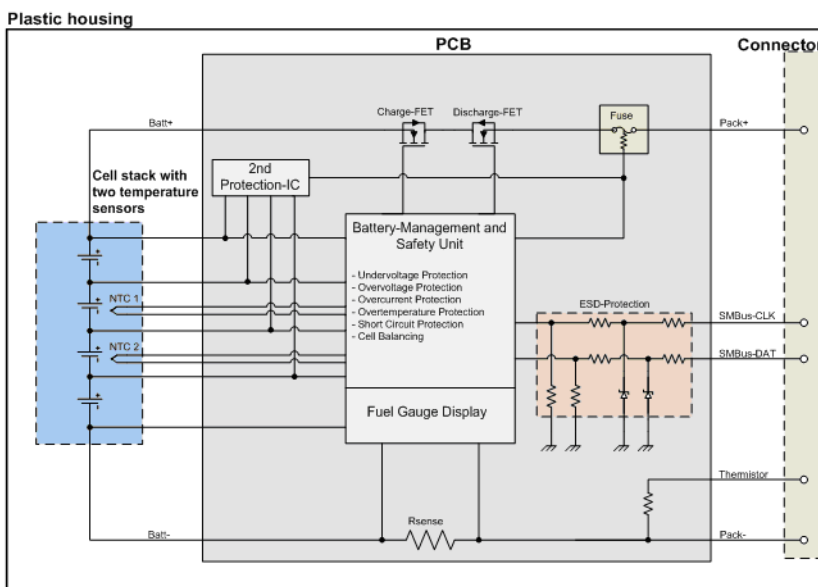 Plastic housing
PCB
Connector
Charge-FET
Discharge-FET
Fuse
Batt+
Pack+
2nd
Protection-IC
Cell stack with
two temperature
sensors
Battery-Management and
Safety Unit
- Undervoltage Protection
- Overvoltage Protection
- Overcurrent Protection
- Overtemperature Protection
- Short Circuit Protection
- Cell Balancing
NTC 1
NTC 2
ESD-Protection
SMBus-CLK
SMBus-DAT
Fuel Gauge Display
Thermistor
Rsense
Batt-
Pack-